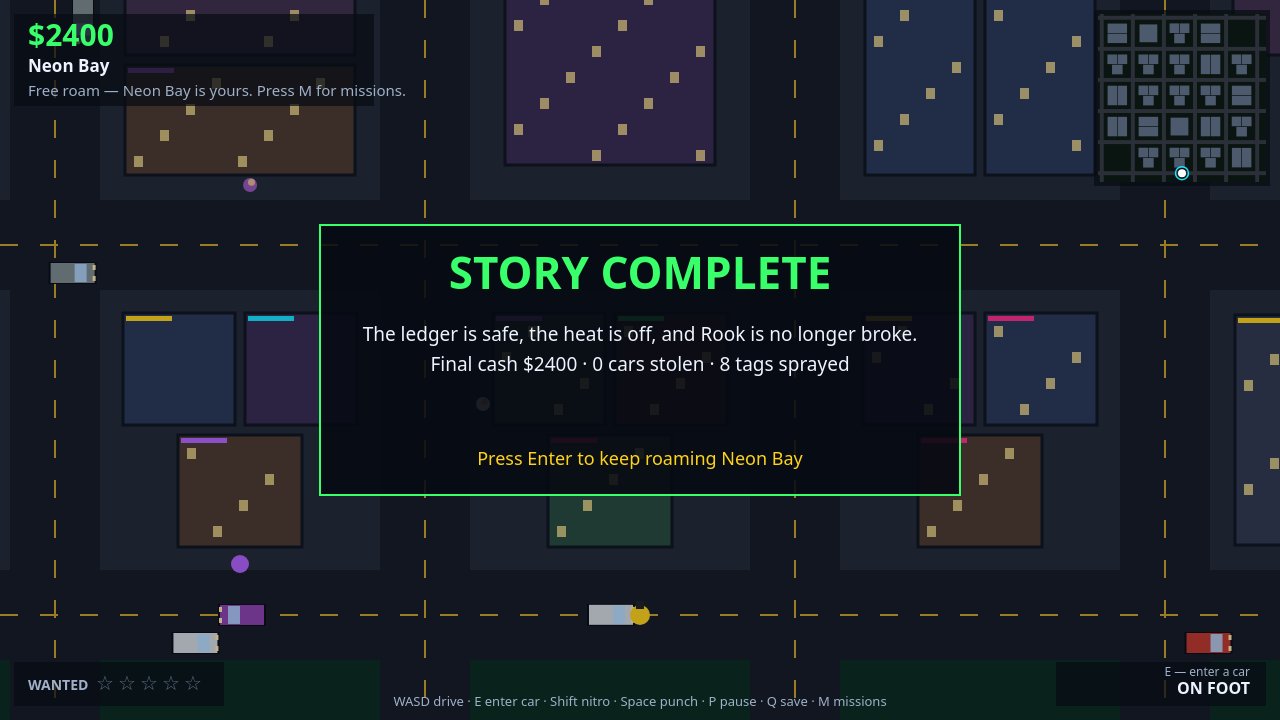 $2400
Neon Bay
Free roam — Neon Bay is yours. Press M for missions.
STORY COMPLETE
The ledger is safe, the heat is off, and Rook is no longer broke.
Final cash $2400 · 0 cars stolen · 8 tags sprayed
Press Enter to keep roaming Neon Bay
WANTED ☆ ☆ ☆ ☆ ☆
WASD drive · E enter car · Shift nitro · Space punch · P pause · Q save · M missions
E — enter a car
ON FOOT